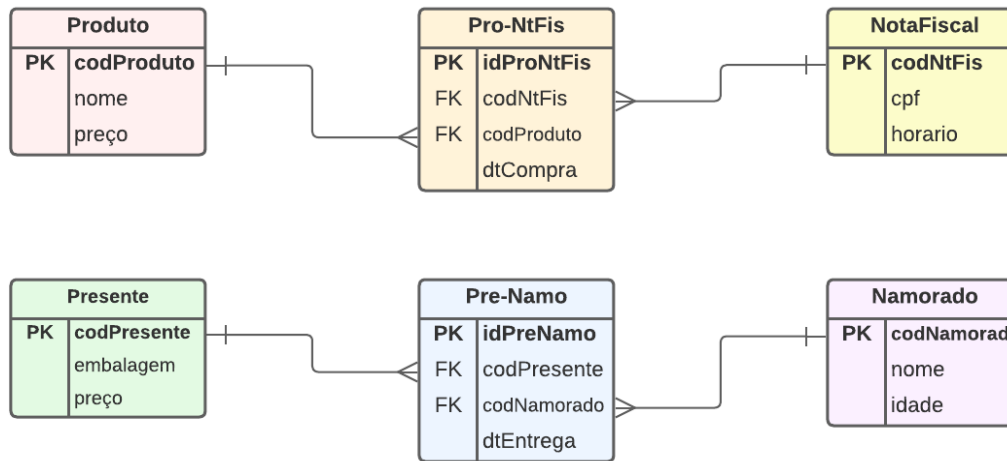 Produto
PK codProduto
nome
preço
Pro-NtFis
PK idProNtFis
FK codNtFis
FK codProduto
dtCompra
NotaFiscal
PK codNtFis
cpf
horario
Presente
PK codPresente
embalagem
preço
Pre-Namo
PK idPreNamo
FK codPresente
FK codNamorado
dtEntrega
Namorado
PK codNamorad
nome
idade